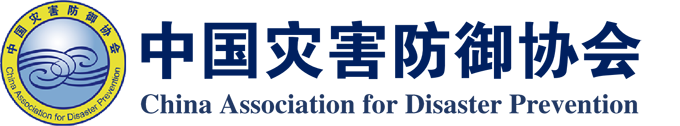 中国灾害防御协会
China Association for Disaster Prevention
中国灾害防御协会
China Association for Disaster Prevention